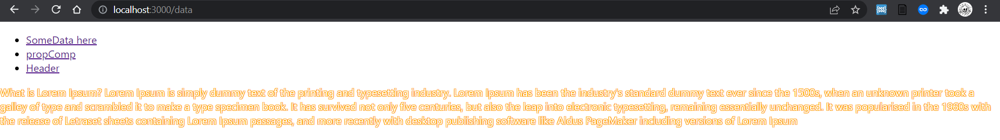 localhost:3000/data
SomeData here
propComp
Header
What is Lorem Ipsum? Lorem Ipsum is simply dummy text of the printing and typesetting industry. Lorem Ipsum has been the industry's standard dummy text ever since the 1500s, when an unknown printer took a
galley of type and scrambled it to make a type specimen book. It has survived not only five centuries, but also the leap into electronic typesetting, remaining essentially unchanged. It was popularised in the 1960s with
the release of Letraset sheets containing Lorem Ipsum passages, and more recently with desktop publishing software like Aldus PageMaker including versions of Lorem Ipsum